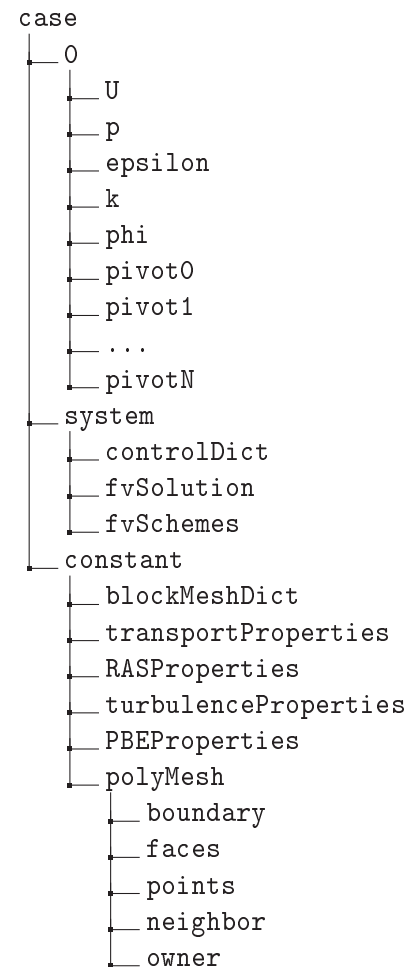 case
0
U
p
epsilon
k
phi
pivot0
pivot1
...
pivotN
system
controlDict
fvSolution
fvSchemes
constant
blockMeshDict
transportProperties
RASProperties
turbulenceProperties
PBEProperties
polyMesh
boundary
faces
points
neighbor
owner